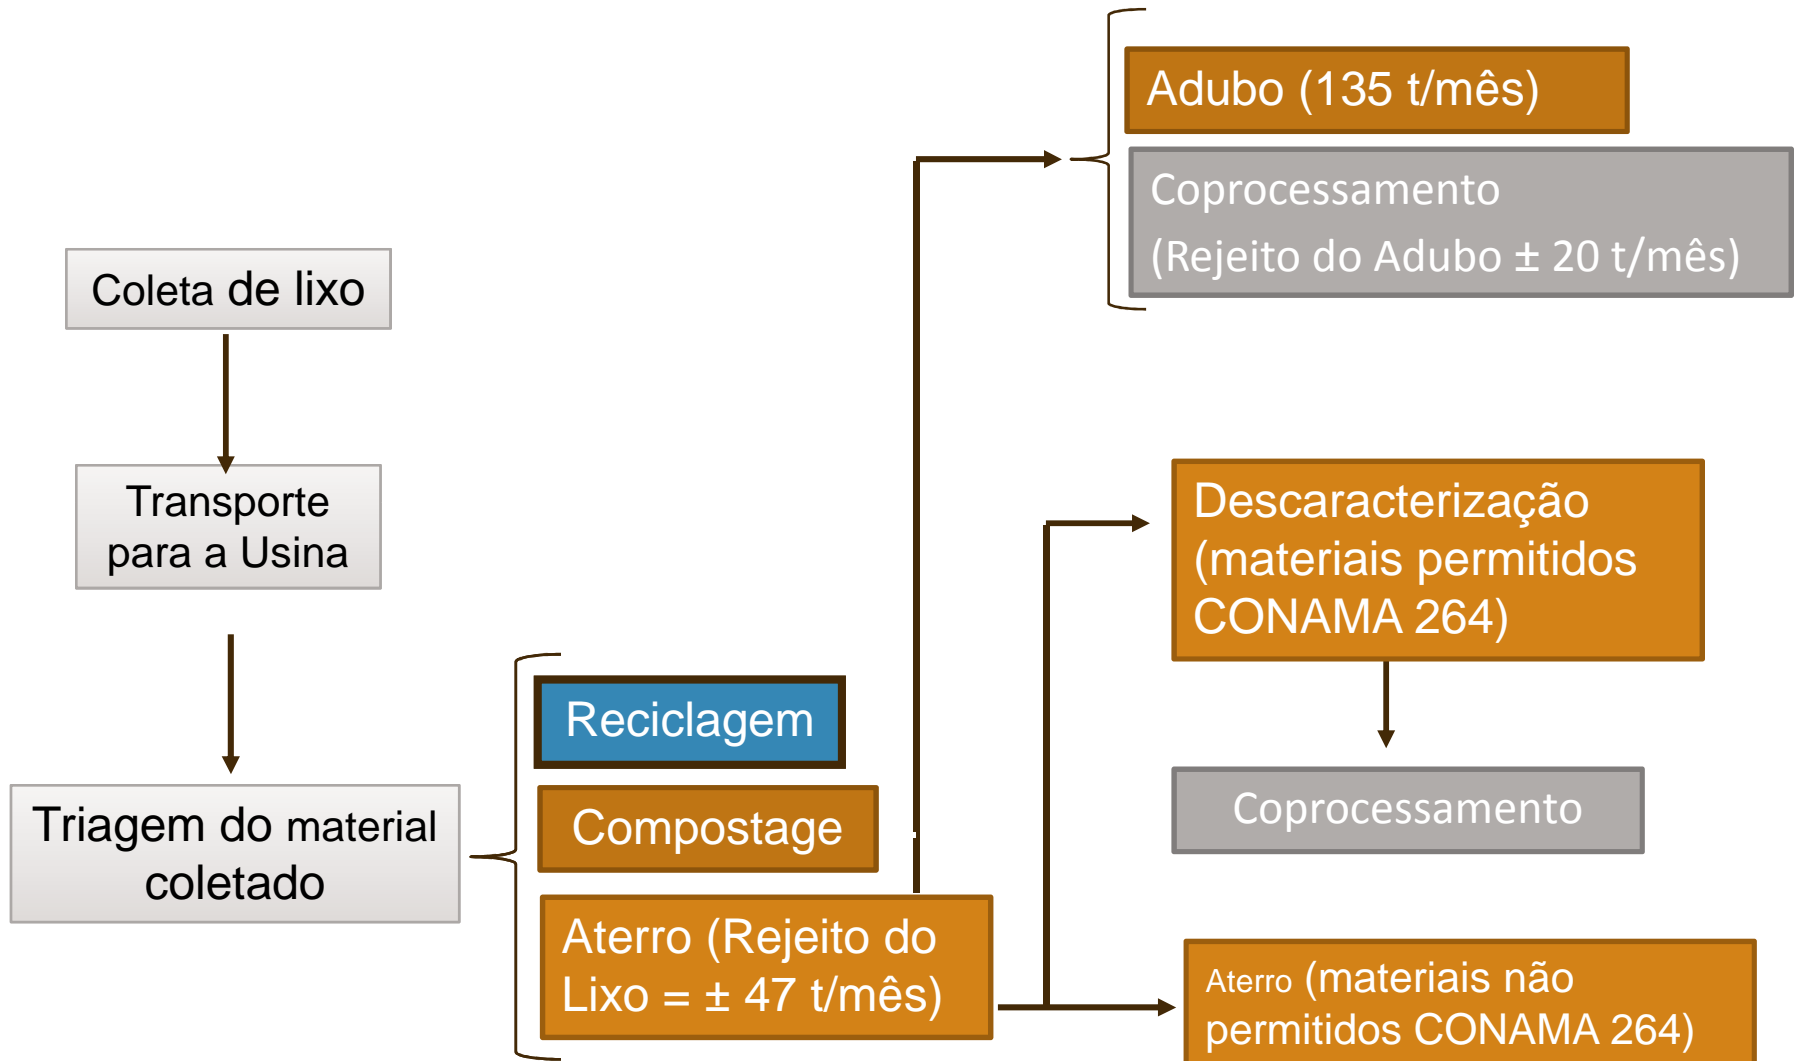 Coleta de lixo
Transporte
para a Usina
Triagem do material
coletado
Reciclagem
Compostage
Aterro (Rejeito do
Lixo = ± 47 t/mês)
Adubo (135 t/mês)
Coprocessamento
(Rejeito do Adubo ± 20 t/mês)
Descaracterização
(materiais permitidos
CONAMA 264)
Coprocessamento
Aterro (materiais não
permitidos CONAMA 264)